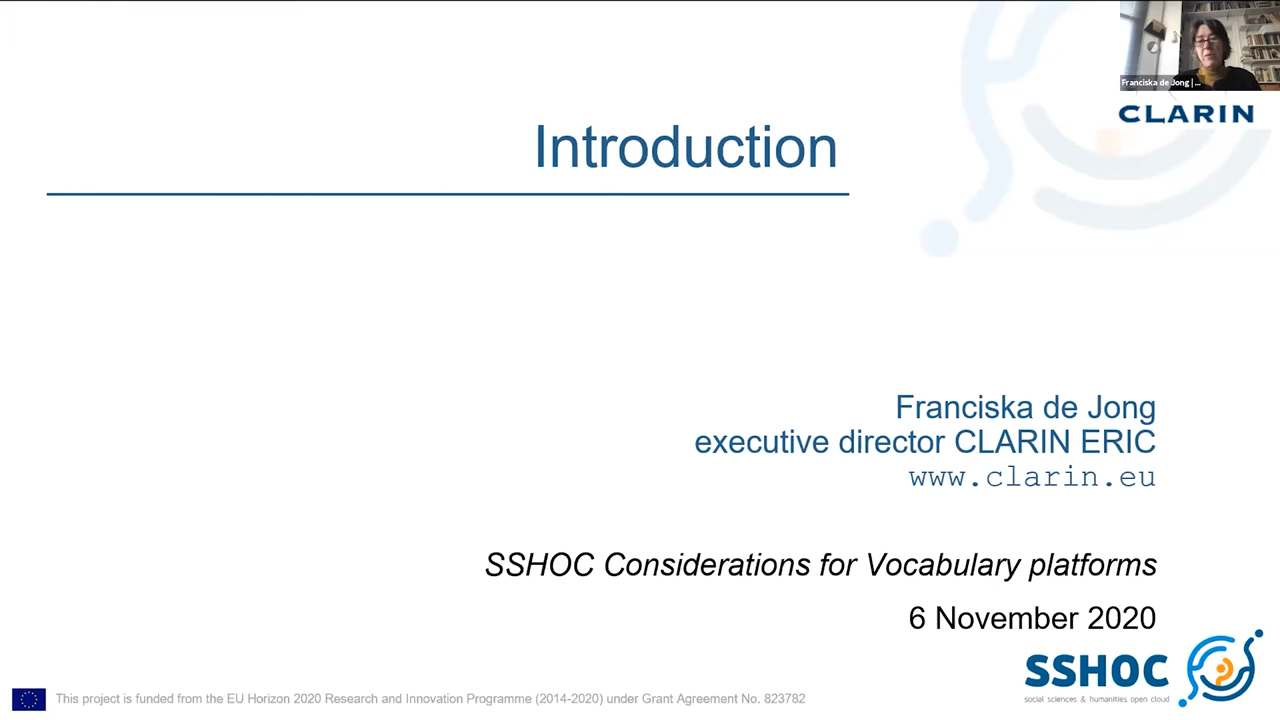 Franciska de Jong | ...
CLARIN
Introduction
Franciska de Jong
executive director CLARIN ERIC
www.clarin.eu
SSHOC Considerations for Vocabulary platforms
6 November 2020
SSHOC
social sciences & humanities open cloud
This project is funded from the EU Horizon 2020 Research and Innovation Programme (2014-2020) under Grant Agreement No. 823782